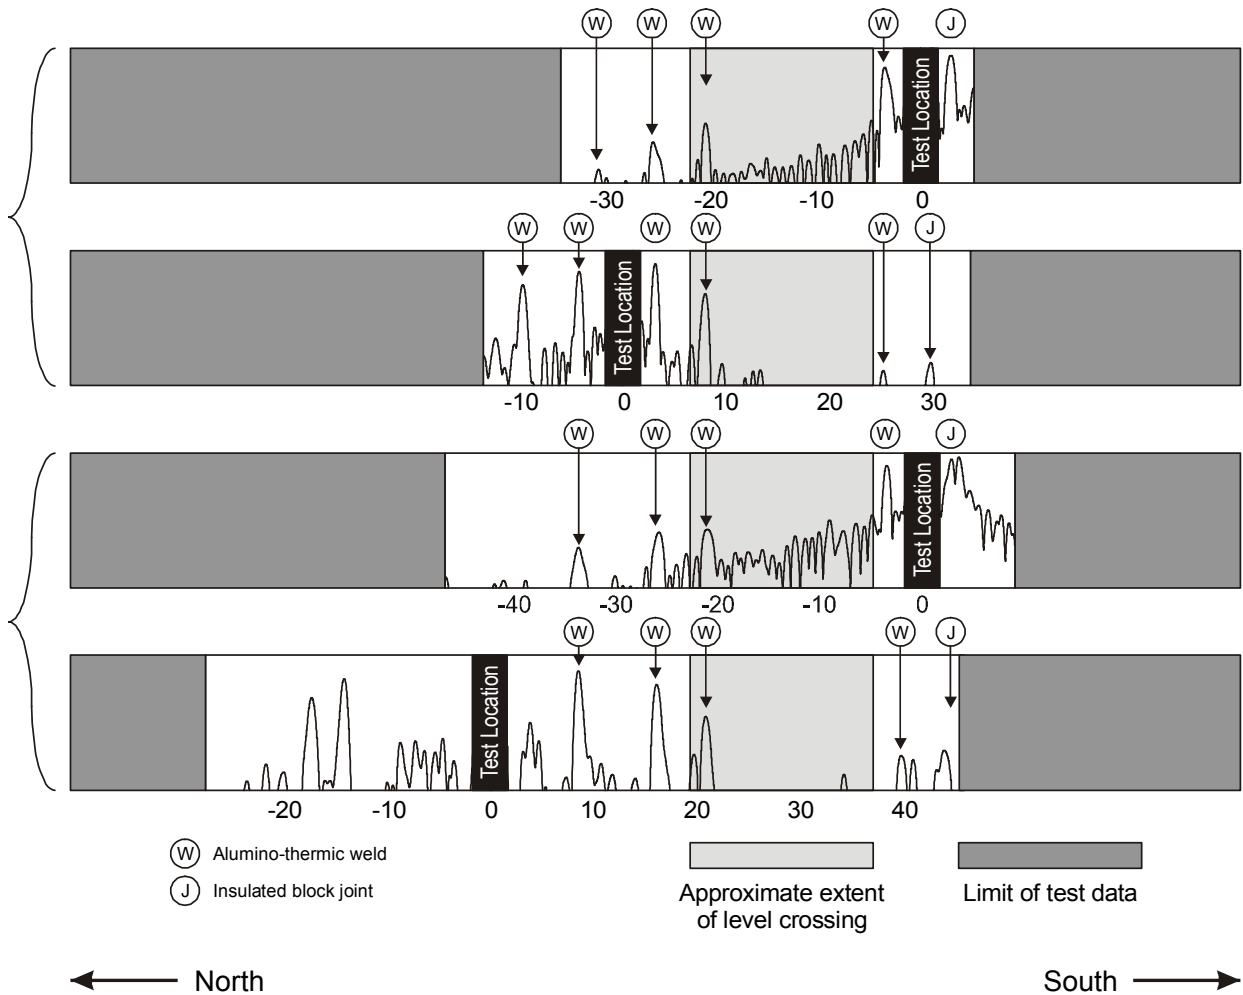 W W W W J
Test Location
-30 -20 -10 0
W W W W W J
Test Location
-10 0 10 20 30
W W W W J
Test Location
-40 -30 -20 -10 0
W W W W J
Test Location
-20 -10 0 10 20 30 40
W Alumino-thermic weld
J Insulated block joint
Approximate extent
of level crossing
Limit of test data
North
South